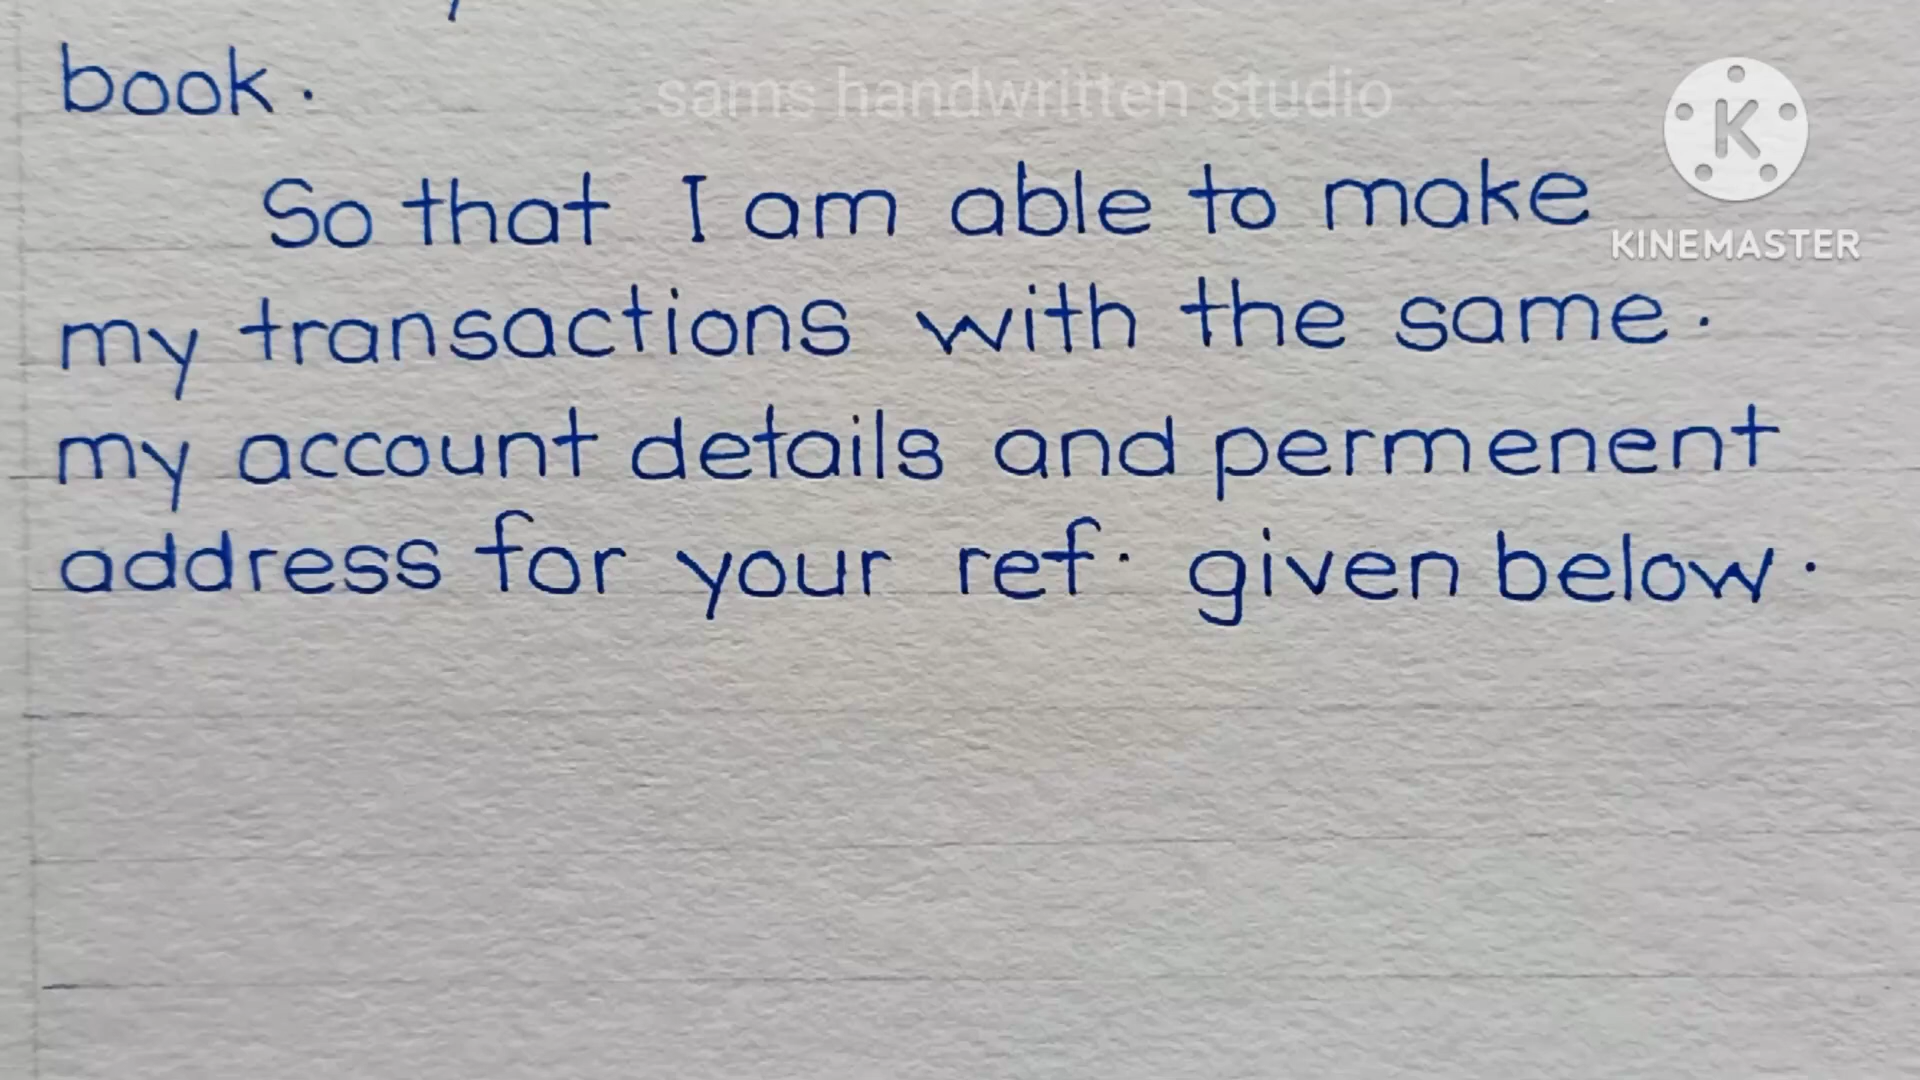 book.
sams handwritten studio
K
So that I am able to make
KINEMASTER
my transactions with the same.
my account details and permenent
address for your ref. given below.